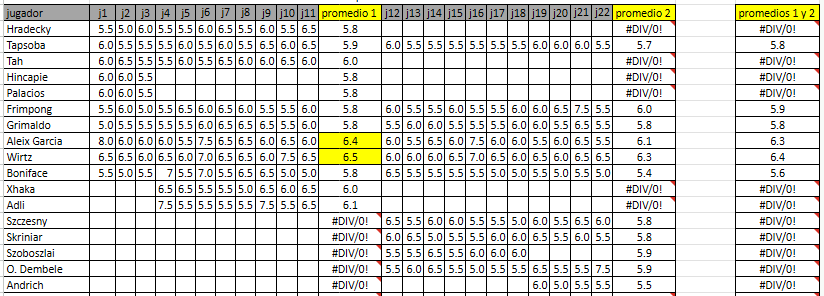 jugador j1 j2 j3 j4 j5 j6 j7 j8 j9 j10 j11 promedio 1 j12 j13 j14 j15 j16 j17 j18 j19 j20 j21 j22 promedio 2 promedios 1 y 2
Hradecky 5.5 5.0 6.0 5.5 5.5 6.5 5.5 5.5 6.0 5.5 6.5 5.8 #DIV/0! #DIV/0!
Tapsoba 6.0 6.0 5.5 6.0 5.5 6.0 5.5 6.5 5.5 6.0 6.5 5.9 6.0 5.5 5.5 5.5 5.5 5.5 5.5 6.0 6.0 6.0 5.5 5.7 5.8
Tah 6.0 6.5 5.5 5.5 6.0 5.5 6.0 6.0 6.5 6.0 6.0 #DIV/0! #DIV/0!
Hincapie 6.0 6.0 5.5 5.8 #DIV/0! #DIV/0!
Palacios 6.0 6.0 5.5 5.8 #DIV/0! #DIV/0!
Frimpong 5.5 6.0 5.0 5.5 6.5 6.0 6.5 6.0 6.5 5.5 6.0 5.8 6.0 5.5 5.5 6.0 5.5 5.5 6.0 6.0 6.5 7.5 5.5 6.0 5.9
Grimaldo 5.0 5.5 5.5 5.5 5.5 6.0 6.5 6.5 6.5 5.5 6.0 5.8 5.5 6.0 6.0 5.5 5.5 5.5 6.0 6.0 5.5 6.5 5.5 5.8 5.8
Aleix Garcia 8.0 6.0 6.0 6.0 5.5 7.5 6.5 6.5 6.0 6.5 6.5 6.4 6.0 5.5 6.5 6.0 7.5 6.0 6.0 5.5 6.0 6.5 5.5 6.1 6.3
Wirtz 6.5 6.5 6.0 6.5 6.0 7.0 6.5 6.5 6.0 7.5 6.5 6.5 6.0 6.0 6.0 6.5 7.0 6.5 6.0 6.5 6.0 6.5 6.5 6.3 6.4
Boniface 5.5 5.0 5.5 7 5.5 7.0 5.5 6.5 6.5 5.0 5.0 5.8 6.5 5.5 5.5 5.5 5.0 5.5 5.0 5.5 5.0 5.0 5.5 5.4 5.6
Xhaka 6.5 6.5 5.5 5.5 5.0 6.5 6.0 6.5 6.0 #DIV/0! #DIV/0!
Adli 7.5 5.5 5.5 5.5 5.5 7.5 5.5 6.5 6.1 #DIV/0! #DIV/0!
Szczesny #DIV/0! 6.5 5.5 6.0 6.0 5.5 5.5 5.0 6.0 5.5 6.5 6.0 5.8 #DIV/0!
Skriniar #DIV/0! 6.0 6.5 5.0 5.5 5.5 6.0 6.0 6.5 5.5 6.0 5.5 5.8 #DIV/0!
Szoboszlai #DIV/0! 5.5 6.5 5.5 5.5 6.0 6.0 6.0 5.9 #DIV/0!
O. Dembele #DIV/0! 5.5 6.0 6.5 5.5 5.0 5.5 5.5 6.5 5.5 5.5 7.5 5.9 #DIV/0!
Andrich #DIV/0! 6.0 5.0 5.5 5.5 5.5 #DIV/0!